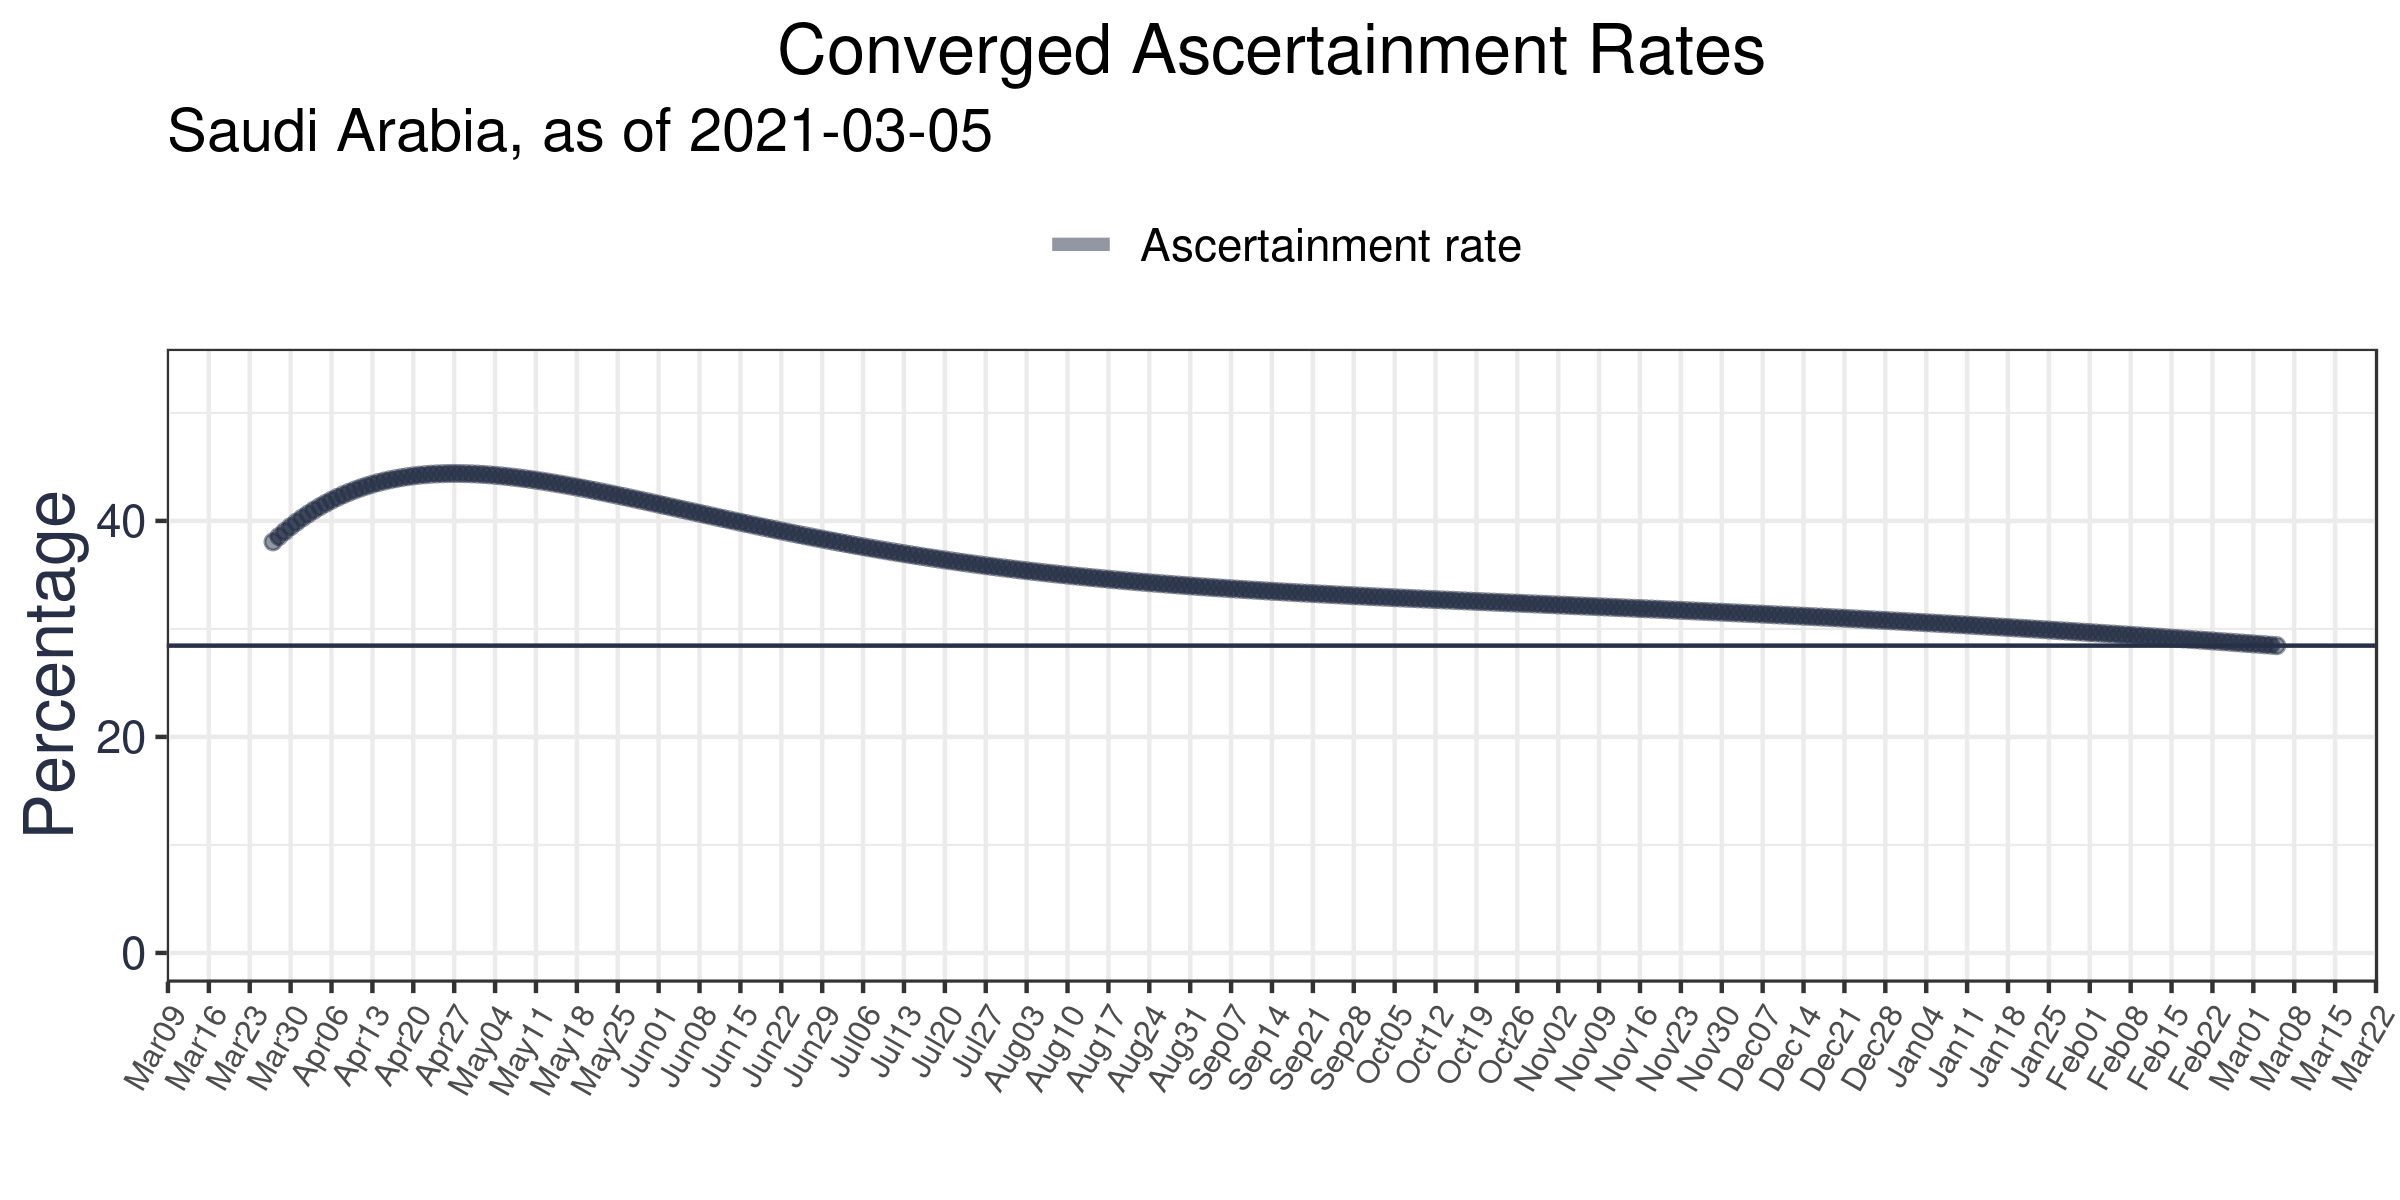 Converged Ascertainment Rates
Saudi Arabia, as of 2021-03-05
Ascertainment rate
Percentage
40
20
0
Mar09 Mar16 Mar23 Mar30 Apr06 Apr13 Apr20 Apr27 May04 May11 May18 May25 Jun01 Jun08 Jun15 Jun22 Jun29 Jul06 Jul13 Jul20 Jul27 Aug03 Aug10 Aug17 Aug24 Aug31 Sep07 Sep14 Sep21 Sep28 Oct05 Oct12 Oct19 Oct26 Nov02 Nov09 Nov16 Nov23 Nov30 Dec07 Dec14 Dec21 Dec28 Jan04 Jan11 Jan18 Jan25 Feb01 Feb08 Feb15 Feb22 Mar01 Mar08 Mar15 Mar22